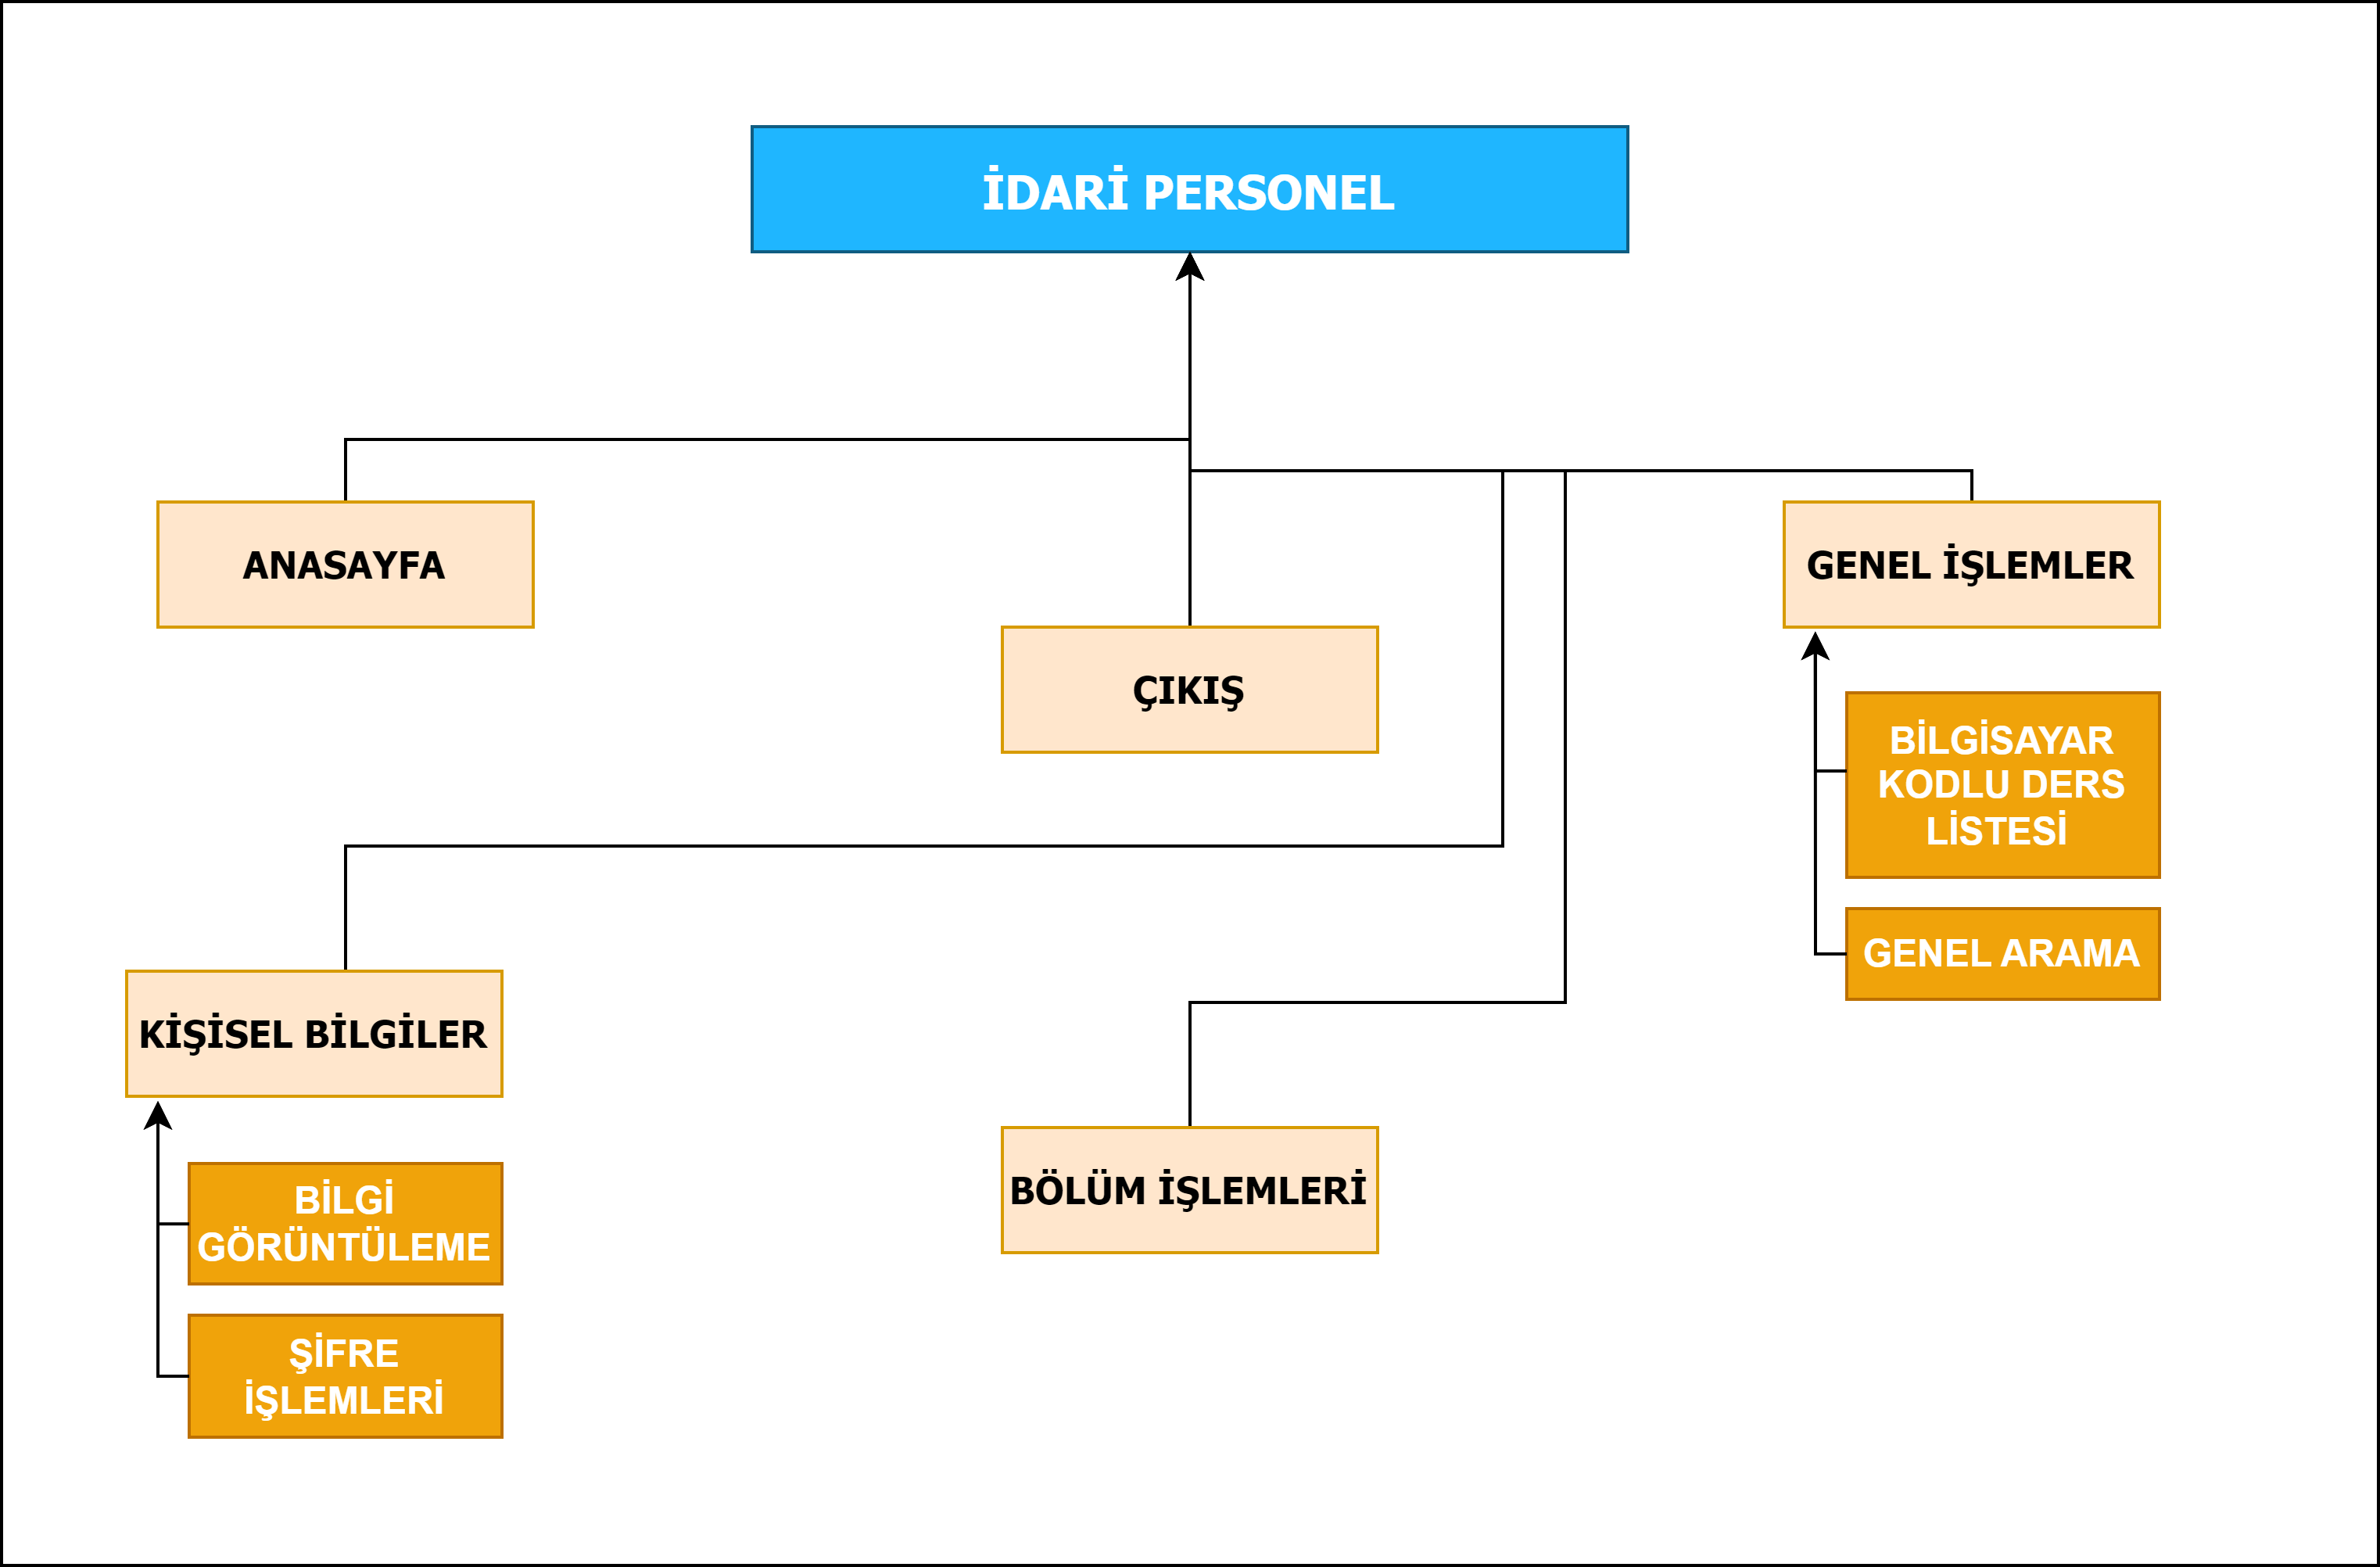 İDARİ PERSONEL
ANASAYFA
GENEL İŞLEMLER
ÇIKIŞ
BİLGİSAYAR
KODLU DERS
LİSTESİ
GENEL ARAMA
KİŞİSEL BİLGİLER
BİLGİ
GÖRÜNTÜLEME
ŞİFRE
İŞLEMLERİ
BÖLÜM İŞLEMLERİ